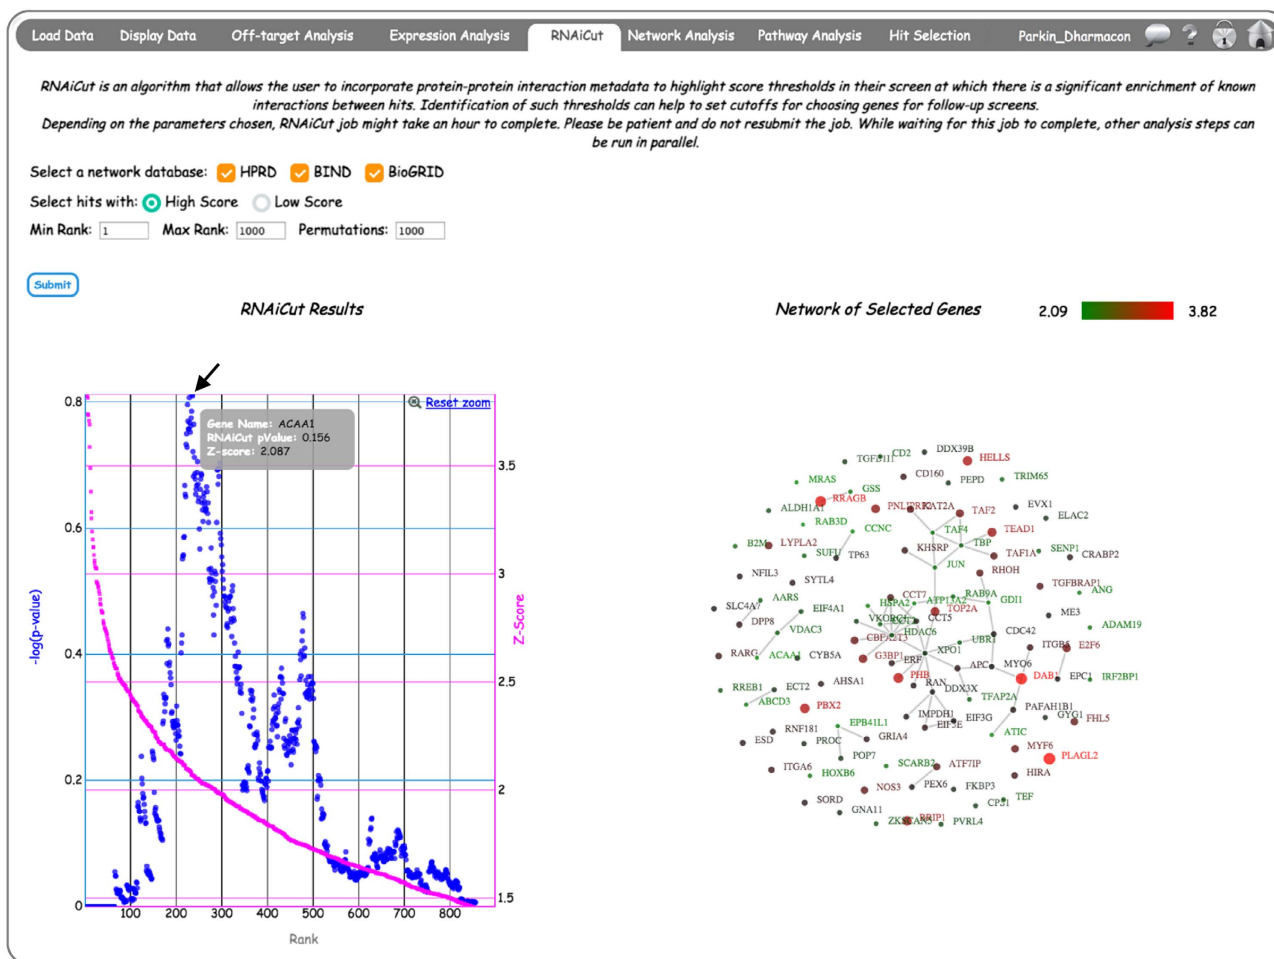 Load Data Display Data Off-target Analysis Expression Analysis RNAiCut Network Analysis Pathway Analysis Hit Selection Parkin_Dharmacon
RNAiCut is an algorithm that allows the user to incorporate protein-protein interaction metadata to highlight score thresholds in their screen at which there is a significant enrichment of known
interactions between hits. Identification of such thresholds can help to set cutoffs for choosing genes for follow-up screens.
Depending on the parameters chosen, RNAiCut job might take an hour to complete. Please be patient and do not resubmit the job. While waiting for this job to complete, other analysis steps can
be run in parallel.
Select a network database: HPRD BIND BioGRID
Select hits with: High Score Low Score
Min Rank: 1 Max Rank: 1000 Permutations: 1000
Submit
RNAiCut Results
Reset zoom
Gene Name: ACAA1
RNAiCut pValue: 0.156
Z-score: 2.087
-log(p-value)
0.8
0.6
0.4
0.2
0
Z-Score
3.5
3
2.5
2
1.5
100 200 300 400 500 600 700 800
Rank
Network of Selected Genes 2.09 3.82
DDX39B
CD2
HELLS
CD160
PEPD
TRIM65
MRAS
GSS
RRAGB
ALDH1A1
KAT2A
TAF2
EVX1
ELAC2
RAB3D
CCNC
TAF4
TEAD1
B2M
LYPLA2
SUFU
TP63
KHSRP
TBP
TAF1A
SENP1
CRABP2
JUN
RHOH
NFIL3
SYTL4
TGFBRAP1
ANG
AARS
CCT7
HSPA2
ATP13A2
RAB9A
GDI1
SLC4A7
EIF4A1
TOP2A
CCT5
ME3
DPP8
VDAC3
HDAC6
CDC42
ADAM19
UBR1
ITGB5
E2F6
RARG
ACAA1
CYB5A
G3BP1
ERF
XPO1
APC
MYO6
PHB
DAB1
EPC1
IRF2BP1
RREB1
ECT2
AHSA1
RAN
DDX3X
TFAP2A
ABCD3
PBX2
PAFAH1B1
IMPDH1
EIF3G
EIF3E
GYG1
FHL5
RNF181
EPB41L1
GRIA4
ATIC
ESD
PROC
MYF6
POP7
PLAGL2
ITGA6
HOXB6
SCARB2
ATF7IP
HIRA
NOS3
PEX6
FKBP3
TEF
SORD
GNA11
BRIP1
PVRL4